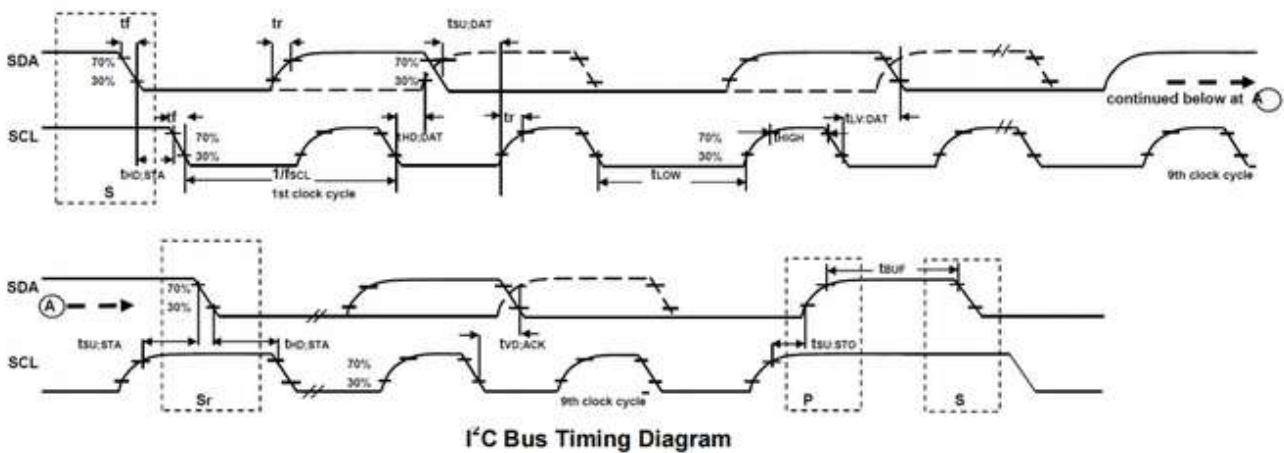 tf tr tSU;DAT
SDA 70% 70%
30% 30%
continued below at A
SCL tf 70% tHD;DAT tr 70% tHIGH tLV:DAT
30% 30%
tHD;STA 1/fSCL tLOW
S 1st clock cycle 9th clock cycle
SDA 70% tBUF
A 30%
tSU;STA tHD;STA tVD;ACK tSU:STO
SCL 70%
30%
Sr 9th clock cycle P S
I²C Bus Timing Diagram